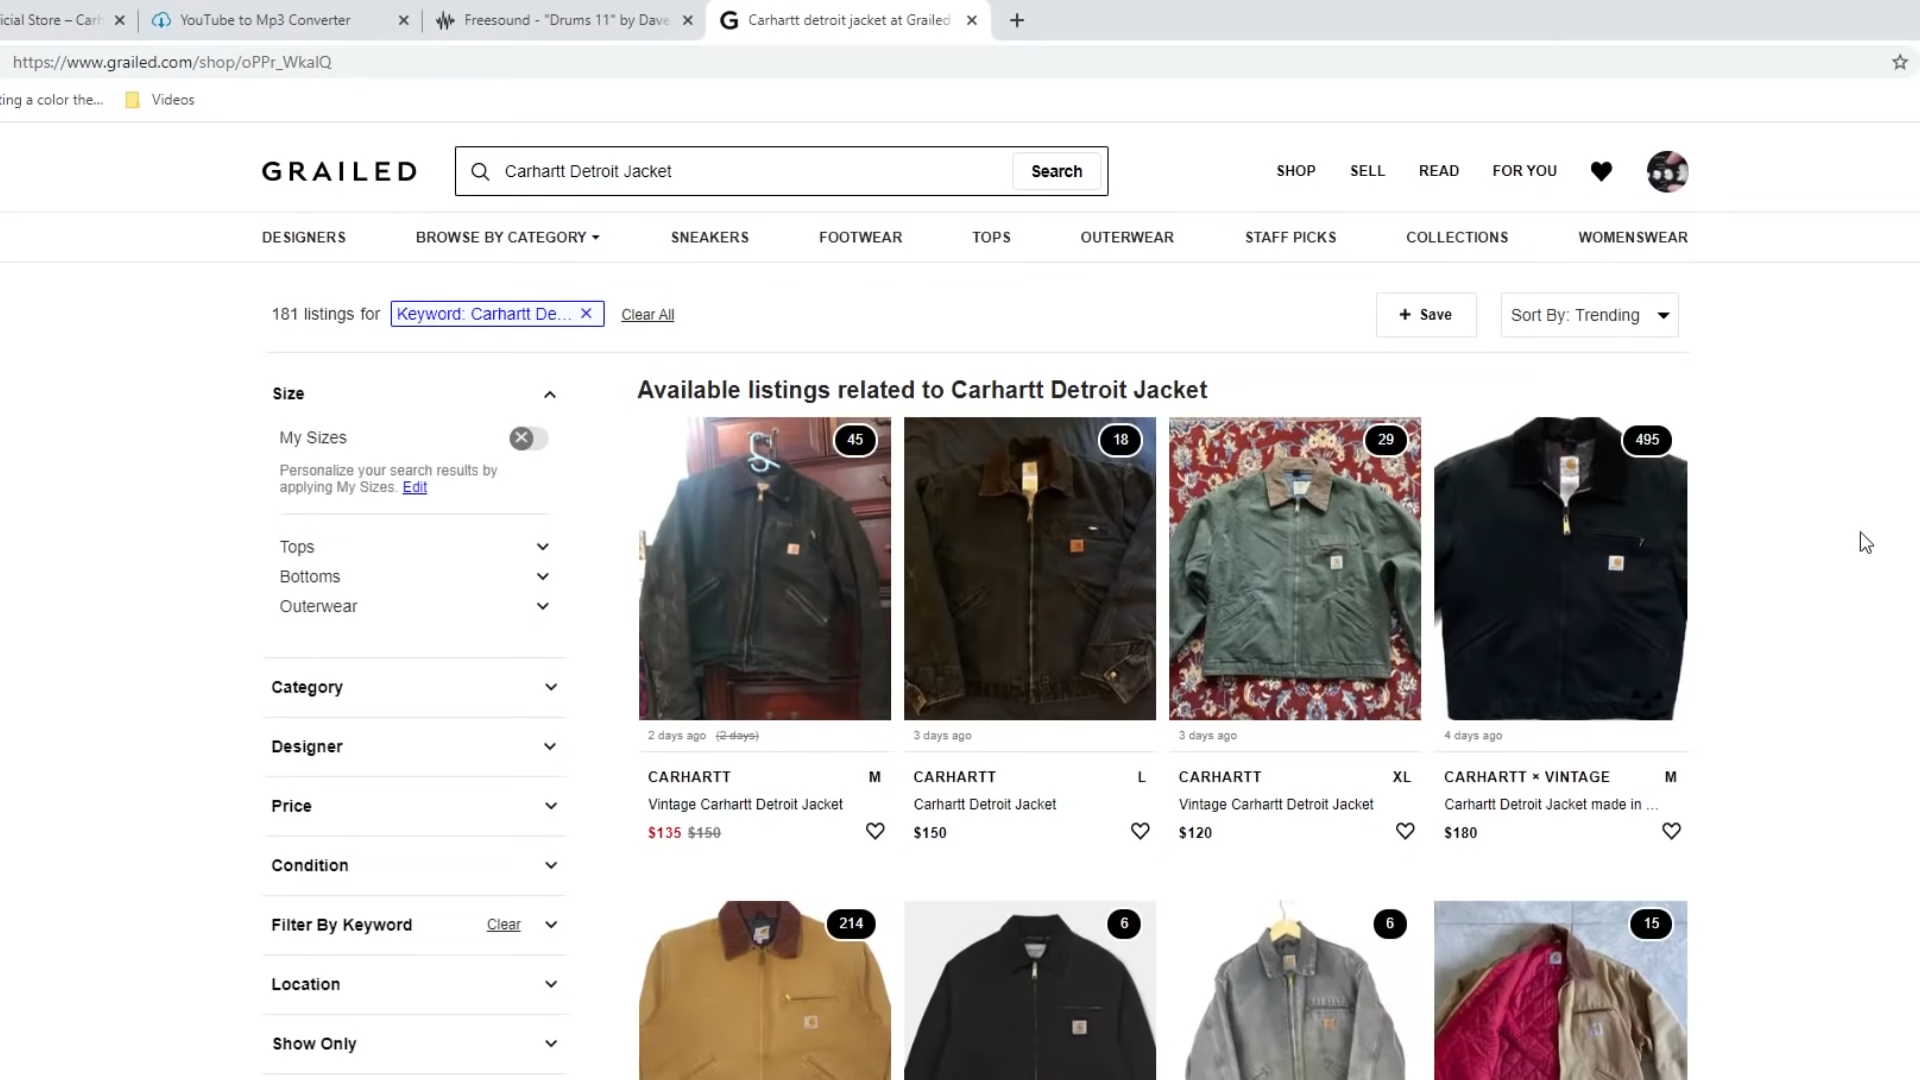 icial Store – Carh
YouTube to Mp3 Converter
Freesound - "Drums 11" by Dave
Carhartt detroit jacket at Grailed
https://www.grailed.com/shop/oPPr_WkalQ
ting a color the...
Videos
GRAILED
Carhartt Detroit Jacket
Search
SHOP
SELL
READ
FOR YOU
DESIGNERS
BROWSE BY CATEGORY
SNEAKERS
FOOTWEAR
TOPS
OUTERWEAR
STAFF PICKS
COLLECTIONS
WOMENSWEAR
181 listings for
Keyword: Carhartt De...
Clear All
+ Save
Sort By: Trending
Size
My Sizes
Personalize your search results by
applying My Sizes. Edit
Tops
Bottoms
Outerwear
Category
Designer
Price
Condition
Filter By Keyword
Clear
Location
Show Only
Available listings related to Carhartt Detroit Jacket
45
18
29
495
2 days ago (2 days)
3 days ago
3 days ago
4 days ago
CARHARTT M
CARHARTT L
CARHARTT XL
CARHARTT × VINTAGE M
Vintage Carhartt Detroit Jacket
Carhartt Detroit Jacket
Vintage Carhartt Detroit Jacket
Carhartt Detroit Jacket made in ...
$135 $150
$150
$120
$180
214
6
6
15